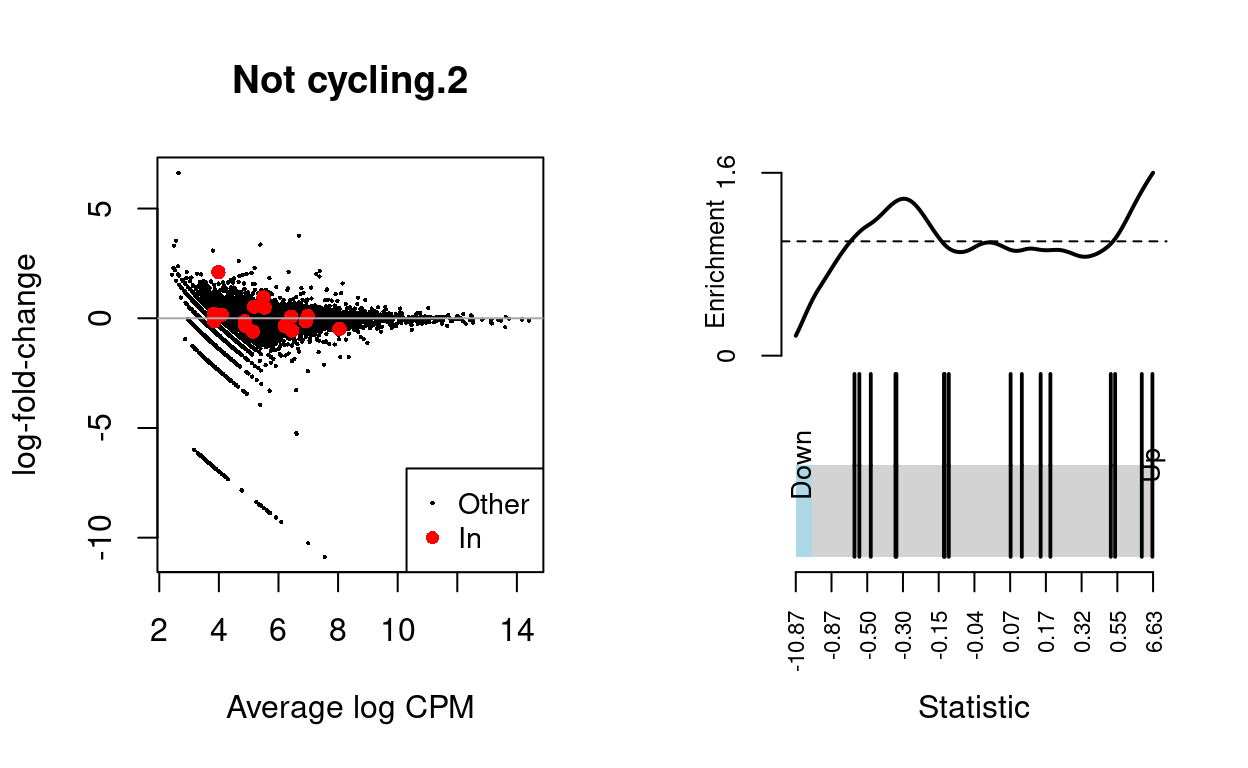 Not cycling.2
log-fold-change
5
0
-5
-10
Other
In
2 4 6 8 10 14
Average log CPM
Enrichment
1.6
0
Down
Up
-10.87 -0.87 -0.50 -0.30 -0.15 -0.04 0.07 0.17 0.32 0.55 6.63
Statistic